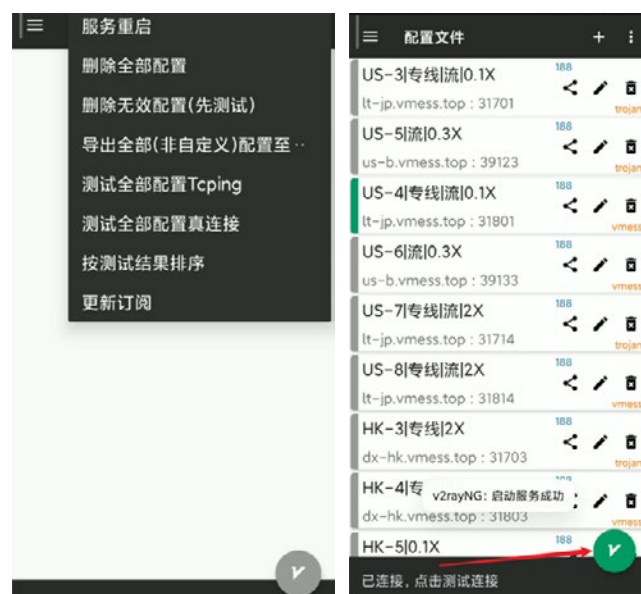 服务重启
删除全部配置
删除无效配置(先测试)
导出全部(非自定义)配置至…
测试全部配置Tcping
测试全部配置真连接
按测试结果排序
更新订阅
配置文件
US-3|专线|流|0.1X
188
lt-jp.vmess.top : 31701
trojan
US-5|流|0.3X
188
us-b.vmess.top : 39123
trojan
US-4|专线|流|0.1X
188
lt-jp.vmess.top : 31801
vmess
US-6|流|0.3X
188
us-b.vmess.top : 39133
vmess
US-7|专线|流|2X
188
lt-jp.vmess.top : 31714
trojan
US-8|专线|流|2X
188
lt-jp.vmess.top : 31814
vmess
HK-3|专线|2X
188
dx-hk.vmess.top : 31703
trojan
HK-4|专
v2rayNG: 启动服务成功
dx-hk.vmess.top : 31803
vmess
HK-5|0.1X
188
已连接，点击测试连接